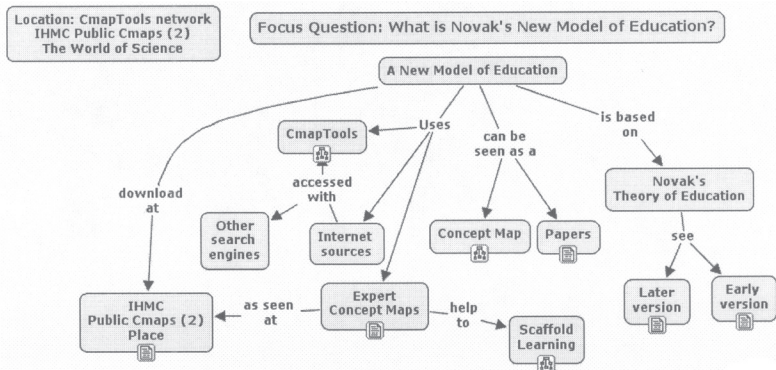 Location: CmapTools network
IHMC Public Cmaps (2)
The World of Science
Focus Question: What is Novak's New Model of Education?
A New Model of Education
Uses
is based
on
CmapTools
can be
seen as a
accessed
with
download
at
Novak's
Theory of Education
Other
search
engines
Internet
sources
Concept Map
Papers
see
IHMC
Public Cmaps (2)
Place
as seen
at
Expert
Concept Maps
help
to
Scaffold
Learning
Later
version
Early
version